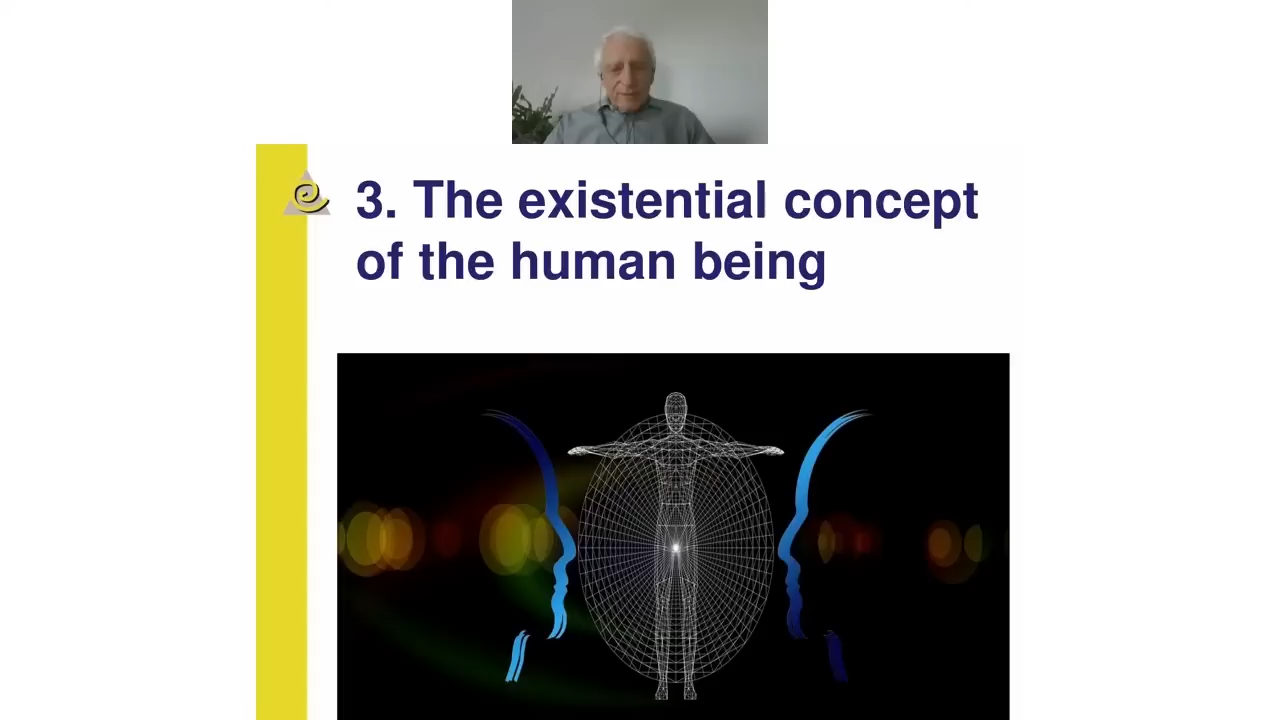 3. The existential concept
of the human being